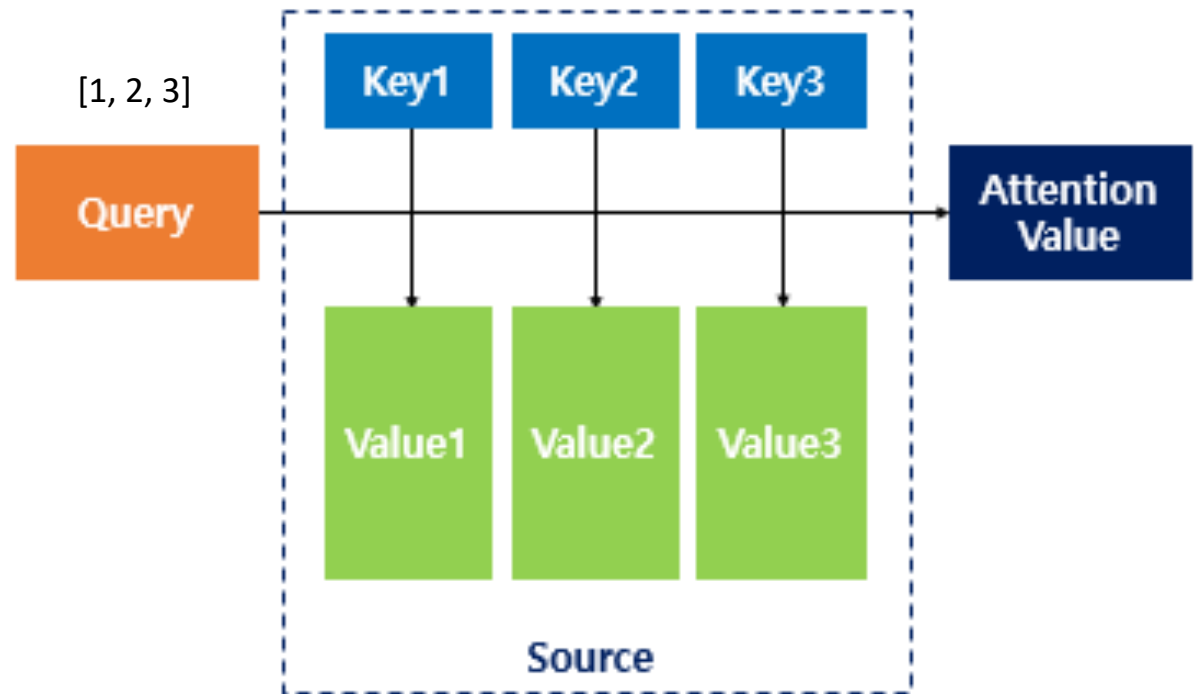 [1, 2, 3]
Query
Key1
Key2
Key3
Attention
Value
Value1
Value2
Value3
Source